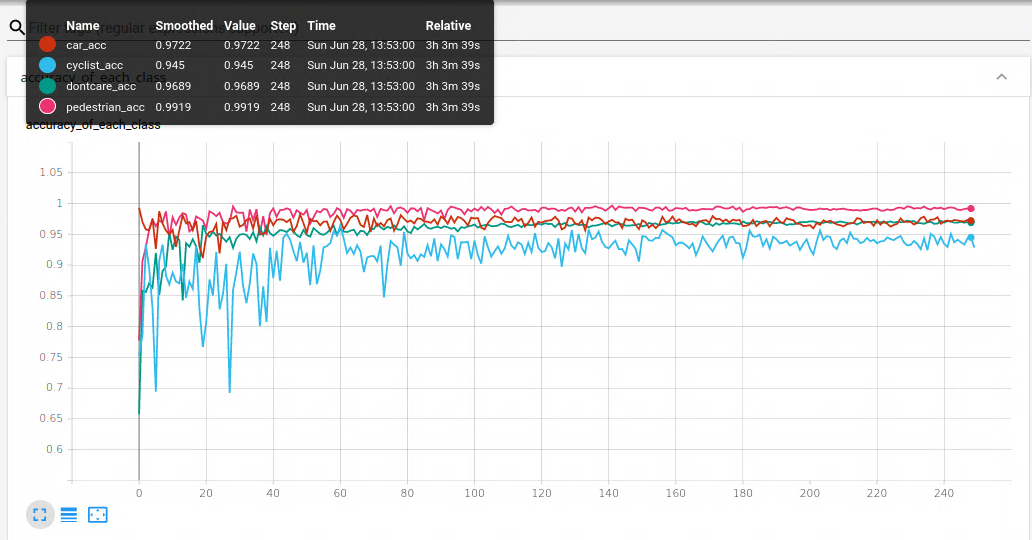 Filter tags (regular expressions supported)
Name Smoothed Value Step Time Relative
car_acc 0.9722 0.9722 248 Sun Jun 28, 13:53:00 3h 3m 39s
cyclist_acc 0.945 0.945 248 Sun Jun 28, 13:53:00 3h 3m 39s
dontcare_acc 0.9689 0.9689 248 Sun Jun 28, 13:53:00 3h 3m 39s
pedestrian_acc 0.9919 0.9919 248 Sun Jun 28, 13:53:00 3h 3m 39s
accuracy_of_each_class
accuracy_of_each_class
1.05
1
0.95
0.9
0.85
0.8
0.75
0.7
0.65
0.6
0 20 40 60 80 100 120 140 160 180 200 220 240